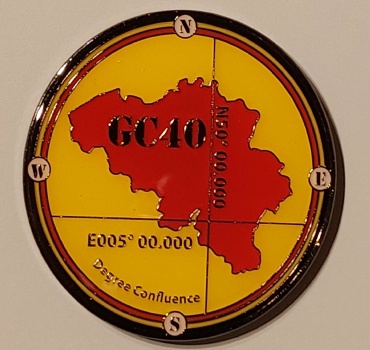 N
GC40
N50° 00.000
W
E
E005° 00.000
Degree Confluence
S